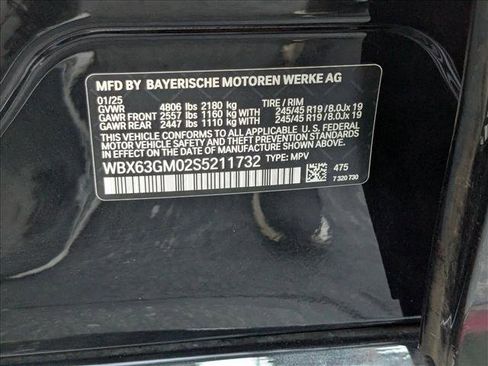 MFD BY BAYERISCHE MOTOREN WERKE AG
01/25 TIRE / RIM
GVWR 4806 lbs 2180 kg
GAWR FRONT 2557 lbs 1160 kg WITH 245/45 R19 / 8.0Jx 19
GAWR REAR 2447 lbs 1110 kg WITH 245/45 R19 / 8.0Jx 19
THIS VEHICLE CONFORMS TO ALL APPLICABLE U. S. FEDERAL
MOTOR VEHICLE SAFETY, BUMPER, AND THEFT PREVENTION STANDARDS
IN EFFECT ON THE DATE OF MANUFACTURE SHOWN ABOVE.
WBX63GM02S5211732 TYPE: MPV
475
7 320 730